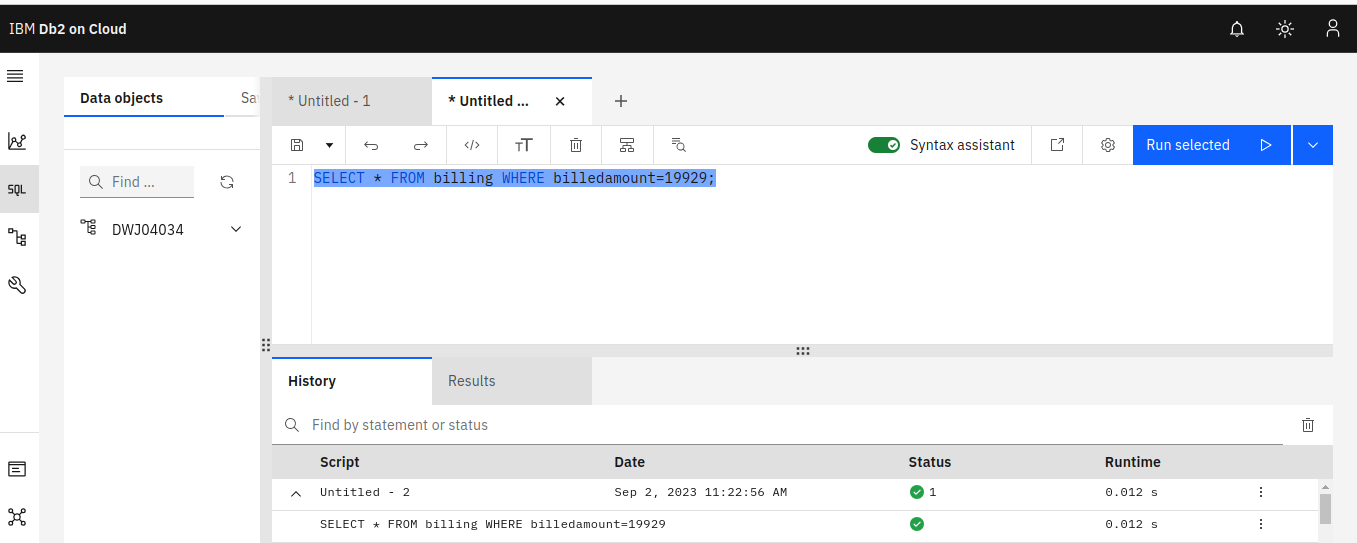 IBM Db2 on Cloud
Data objects
Sa
* Untitled - 1
* Untitled ...
Syntax assistant
Run selected
SQL
Find ...
DWJ04034
1 SELECT * FROM billing WHERE billedamount=19929;
History
Results
Find by statement or status
Script Date Status Runtime
Untitled - 2 Sep 2, 2023 11:22:56 AM 1 0.012 s
SELECT * FROM billing WHERE billedamount=19929 0.012 s